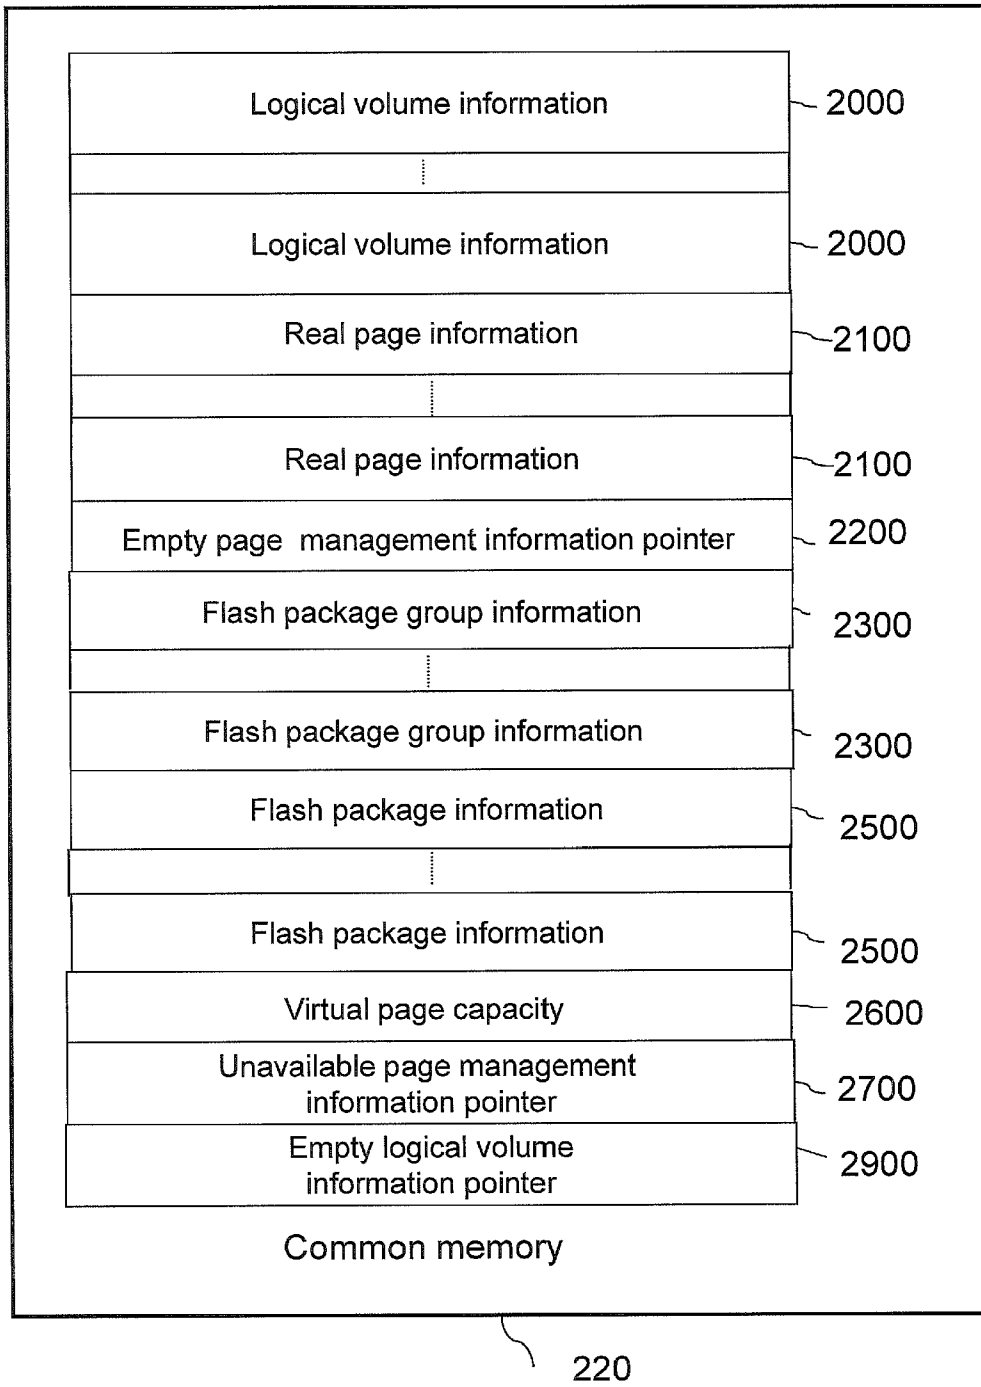 Logical volume information 2000
Logical volume information 2000
Real page information 2100
Real page information 2100
Empty page management information pointer 2200
Flash package group information 2300
Flash package group information 2300
Flash package information 2500
Flash package information 2500
Virtual page capacity 2600
Unavailable page management
information pointer 2700
Empty logical volume
information pointer 2900
Common memory
220